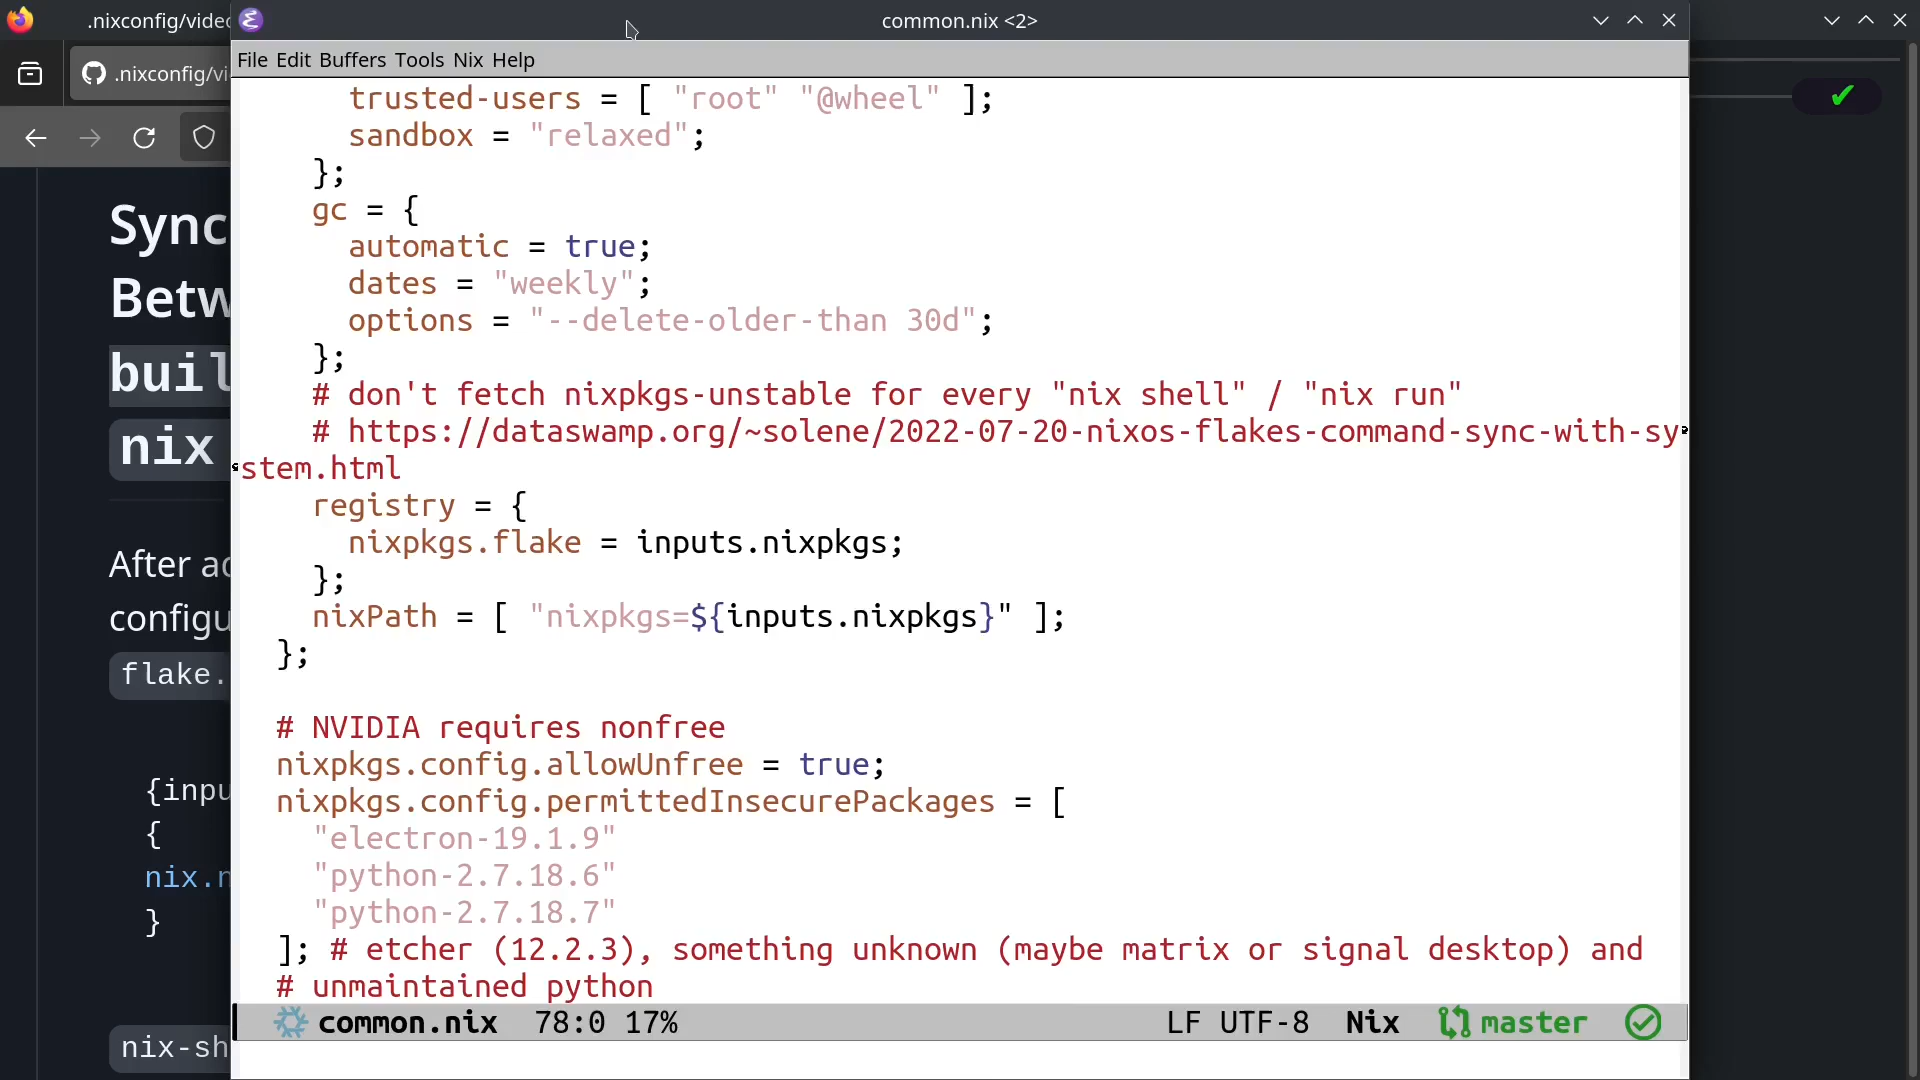 .nixconfig/video
common.nix <2>
.nixconfig/vi
File Edit Buffers Tools Nix Help
trusted-users = [ "root" "@wheel" ];
sandbox = "relaxed";
};
gc = {
automatic = true;
dates = "weekly";
options = "--delete-older-than 30d";
};
# don't fetch nixpkgs-unstable for every "nix shell" / "nix run"
# https://dataswamp.org/~solene/2022-07-20-nixos-flakes-command-sync-with-sy
stem.html
registry = {
nixpkgs.flake = inputs.nixpkgs;
};
nixPath = [ "nixpkgs=${inputs.nixpkgs}" ];
};
# NVIDIA requires nonfree
nixpkgs.config.allowUnfree = true;
nixpkgs.config.permittedInsecurePackages = [
"electron-19.1.9"
"python-2.7.18.6"
"python-2.7.18.7"
]; # etcher (12.2.3), something unknown (maybe matrix or signal desktop) and
# unmaintained python
common.nix 78:0 17% LF UTF-8 Nix master
Sync
Betw
buil
nix
After ad
configu
flake.
{inpu
{
nix.n
}
nix-sh